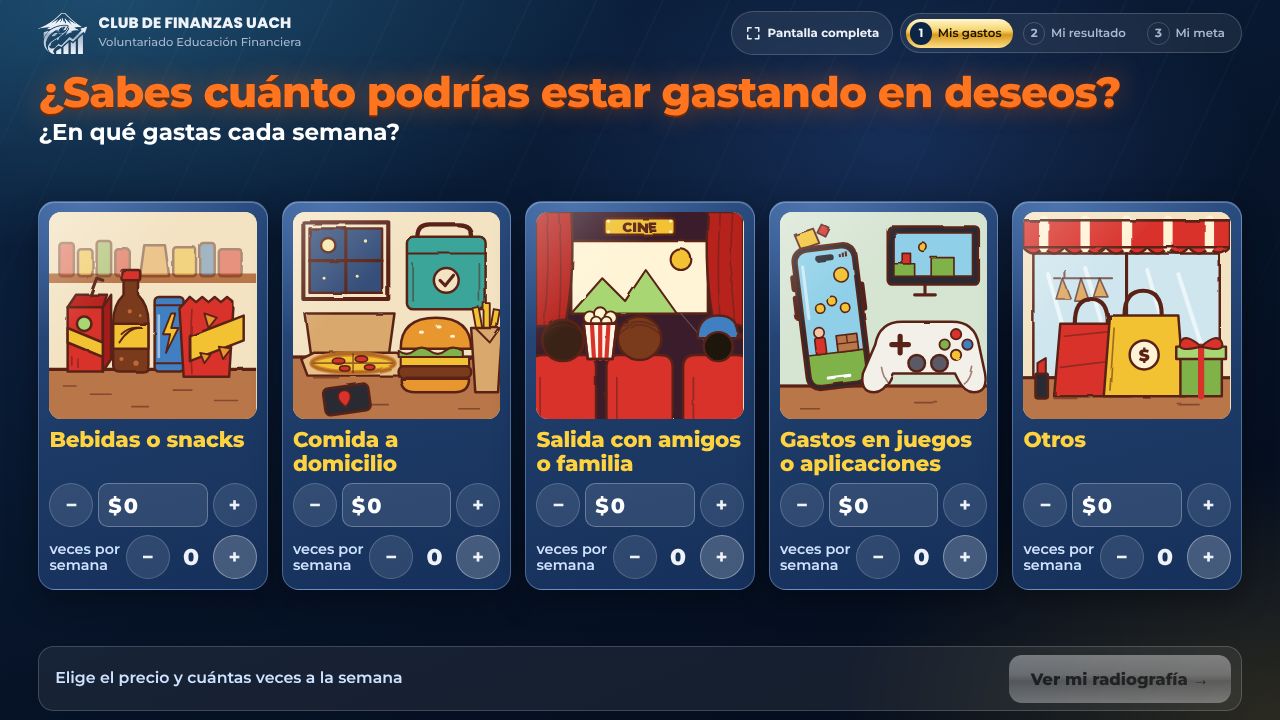 CLUB DE FINANZAS UACH
Voluntariado Educación Financiera
Pantalla completa
1 Mis gastos
2 Mi resultado
3 Mi meta
¿Sabes cuánto podrías estar gastando en deseos?
¿En qué gastas cada semana?
CINE
$
Bebidas o snacks
− $0 +
veces por
semana
− 0 +
Comida a
domicilio
− $0 +
veces por
semana
− 0 +
Salida con amigos
o familia
− $0 +
veces por
semana
− 0 +
Gastos en juegos
o aplicaciones
− $0 +
veces por
semana
− 0 +
Otros
− $0 +
veces por
semana
− 0 +
Elige el precio y cuántas veces a la semana
Ver mi radiografía →